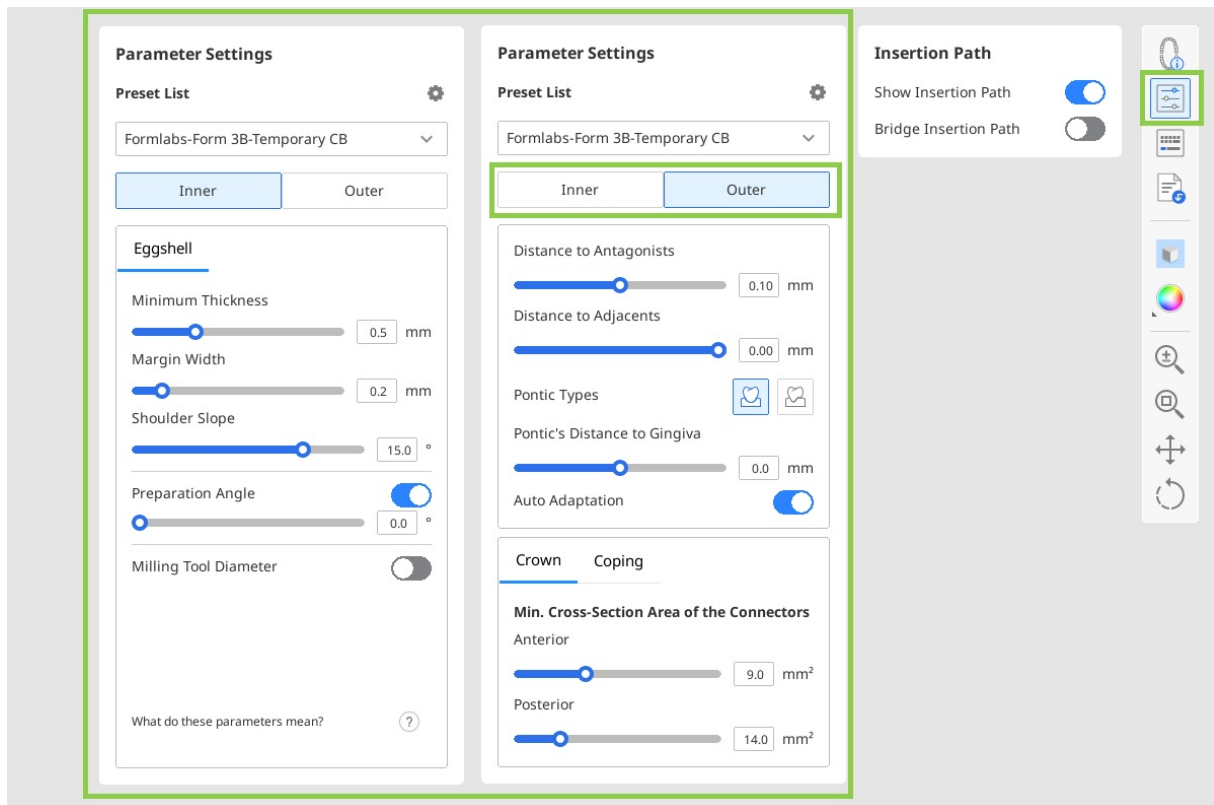 Parameter Settings
Preset List
Formlabs-Form 3B-Temporary CB
Inner Outer
Eggshell
Minimum Thickness
0.5 mm
Margin Width
0.2 mm
Shoulder Slope
15.0 °
Preparation Angle
0.0 °
Milling Tool Diameter
What do these parameters mean? ?
Parameter Settings
Preset List
Formlabs-Form 3B-Temporary CB
Inner Outer
Distance to Antagonists
0.10 mm
Distance to Adjacents
0.00 mm
Pontic Types
Pontic's Distance to Gingiva
0.0 mm
Auto Adaptation
Crown Coping
Min. Cross-Section Area of the Connectors
Anterior
9.0 mm²
Posterior
14.0 mm²
Insertion Path
Show Insertion Path
Bridge Insertion Path